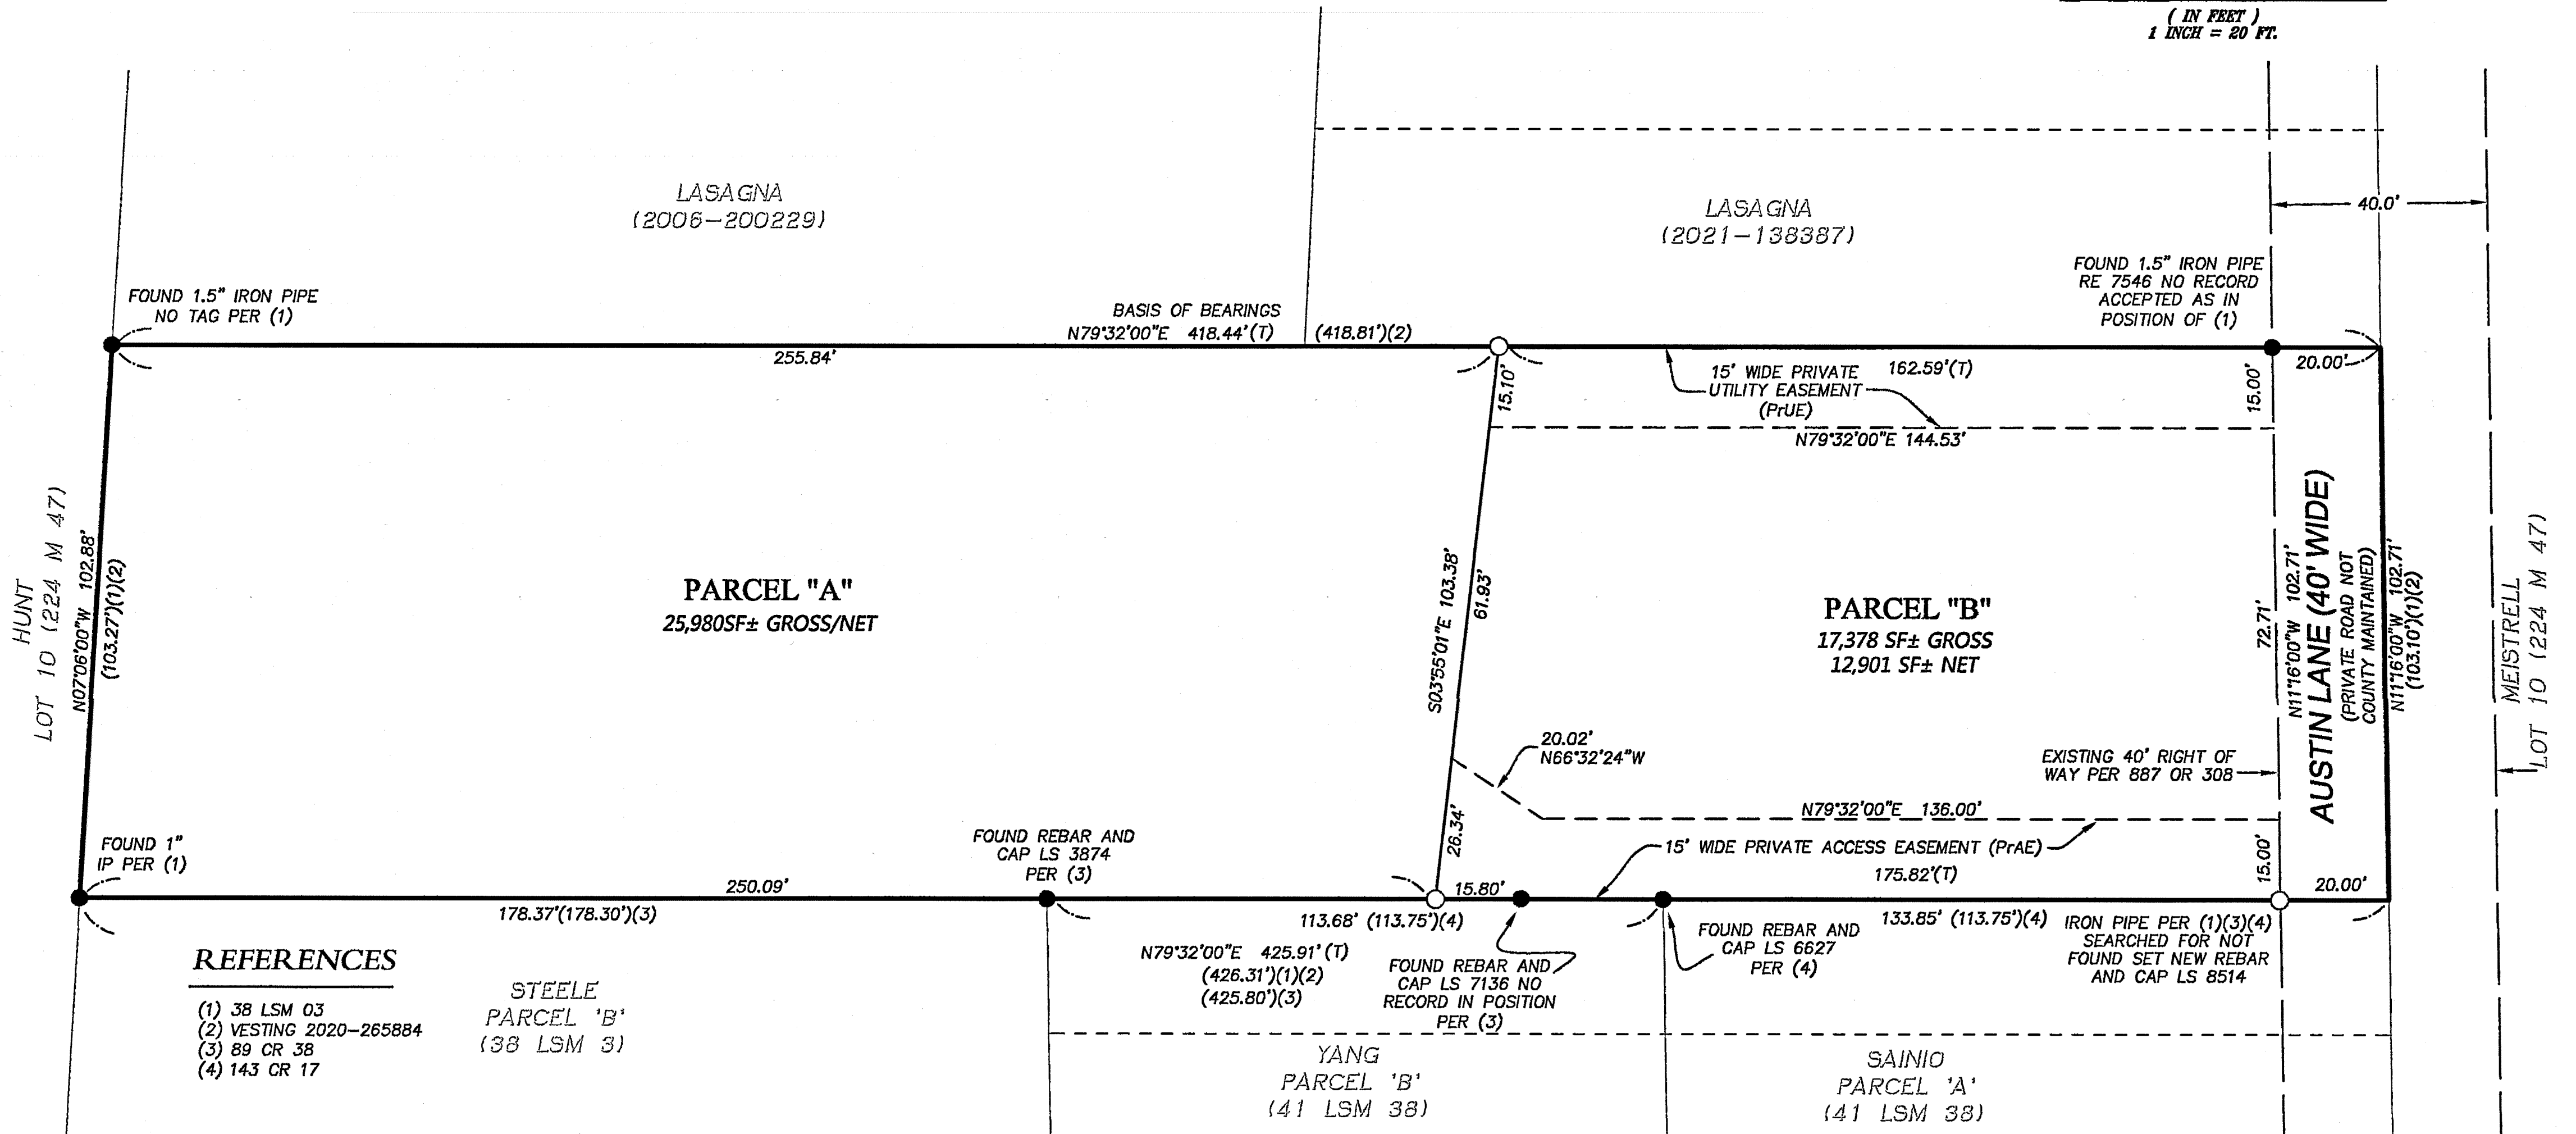 ( IN FEET )
1 INCH = 20 FT.
LASAGNA
(2006-200229)
LASAGNA
(2021-138387)
40.0'
FOUND 1.5" IRON PIPE
NO TAG PER (1)
BASIS OF BEARINGS
N79°32'00"E 418.44'(T) (418.81')(2)
FOUND 1.5" IRON PIPE
RE 7546 NO RECORD
ACCEPTED AS IN
POSITION OF (1)
255.84'
15.10'
15' WIDE PRIVATE
UTILITY EASEMENT
(PrUE)
162.59'(T)
15.00'
20.00'
N79°32'00"E 144.53'
HUNT
LOT 10 (224 M 47)
N07°06'00"W 102.88'
(103.27')(1)(2)
PARCEL "A"
25,980SF± GROSS/NET
S03°55'01"E 103.38'
61.93'
PARCEL "B"
17,378 SF± GROSS
12,901 SF± NET
72.71'
N11°16'00"W 102.71'
AUSTIN LANE (40' WIDE)
(PRIVATE ROAD NOT
COUNTY MAINTAINED)
N11°16'00"W 102.71'
(103.10')(1)(2)
MEISTRELL
LOT 10 (224 M 47)
20.02'
N66°32'24"W
EXISTING 40' RIGHT OF
WAY PER 887 OR 308
N79°32'00"E 136.00'
26.34'
15' WIDE PRIVATE ACCESS EASEMENT (PrAE)
15.00'
FOUND 1"
IP PER (1)
FOUND REBAR AND
CAP LS 3874
PER (3)
250.09'
15.80'
175.82'(T)
20.00'
178.37'(178.30')(3)
113.68' (113.75')(4)
133.85' (113.75')(4)
N79°32'00"E 425.91'(T)
(426.31')(1)(2)
(425.80')(3)
FOUND REBAR AND
CAP LS 7136 NO
RECORD IN POSITION
PER (3)
FOUND REBAR AND
CAP LS 6627
PER (4)
IRON PIPE PER (1)(3)(4)
SEARCHED FOR NOT
FOUND SET NEW REBAR
AND CAP LS 8514
REFERENCES
(1) 38 LSM 03
(2) VESTING 2020-265884
(3) 89 CR 38
(4) 143 CR 17
STEELE
PARCEL 'B'
(38 LSM 3)
YANG
PARCEL 'B'
(41 LSM 38)
SAINIO
PARCEL 'A'
(41 LSM 38)